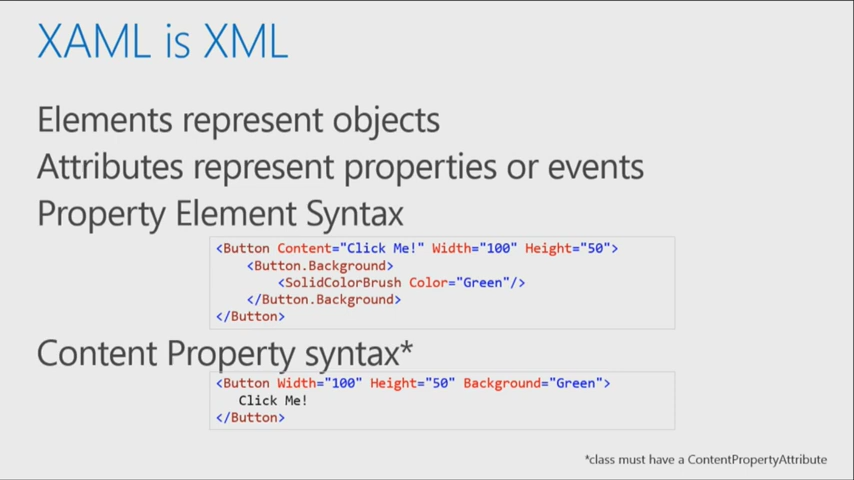 XAML is XML
Elements represent objects
Attributes represent properties or events
Property Element Syntax
<Button Content="Click Me!" Width="100" Height="50">
    <Button.Background>
        <SolidColorBrush Color="Green"/>
    </Button.Background>
</Button>
Content Property syntax*
<Button Width="100" Height="50" Background="Green">
   Click Me!
</Button>
*class must have a ContentPropertyAttribute